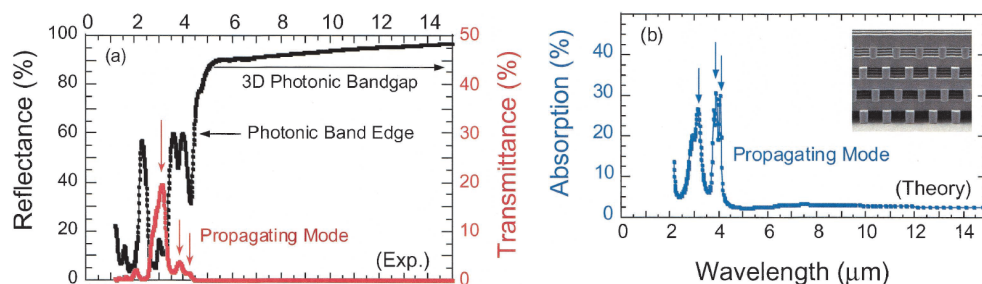 0 2 4 6 8 10 12 14
(a)
3D Photonic Bandgap
Photonic Band Edge
Propagating Mode
(Exp.)
Reflectance (%)
100
80
60
40
20
0
Transmittance (%)
50
40
30
20
10
0
(b)
Propagating Mode
(Theory)
Absorption (%)
40
30
20
10
0
0 2 4 6 8 10 12 14
Wavelength (μm)